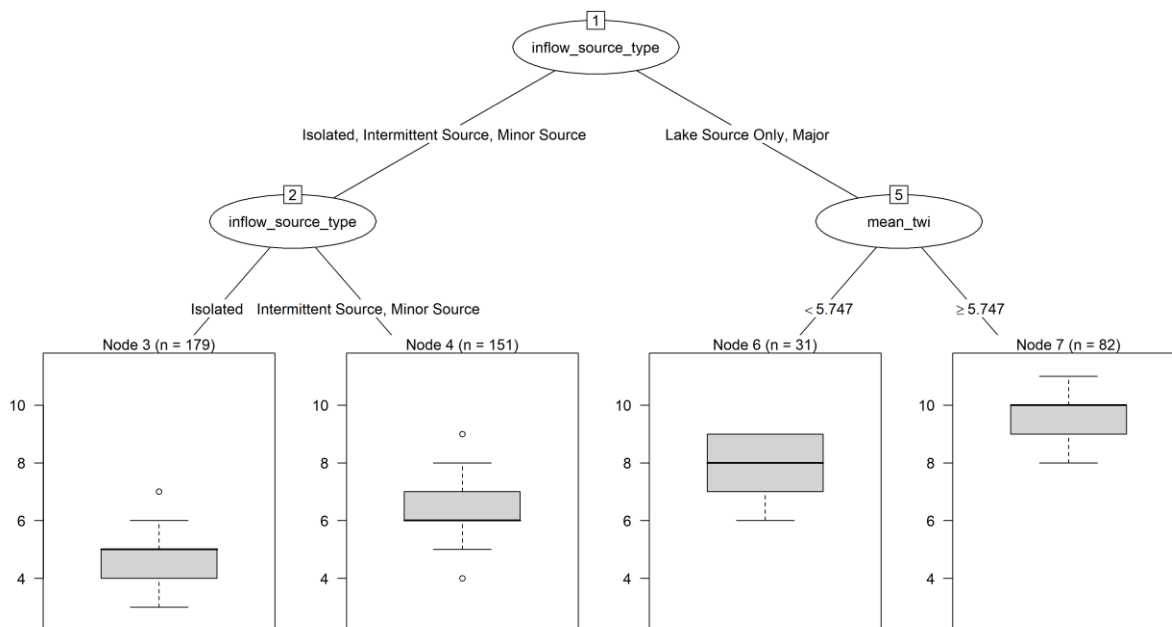 1
inflow_source_type
Isolated, Intermittent Source, Minor Source
Lake Source Only, Major
2
inflow_source_type
5
mean_twi
Isolated
Intermittent Source, Minor Source
< 5.747
≥ 5.747
Node 3 (n = 179)
Node 4 (n = 151)
Node 6 (n = 31)
Node 7 (n = 82)
10
8
6
4
10
8
6
4
10
8
6
4
10
8
6
4